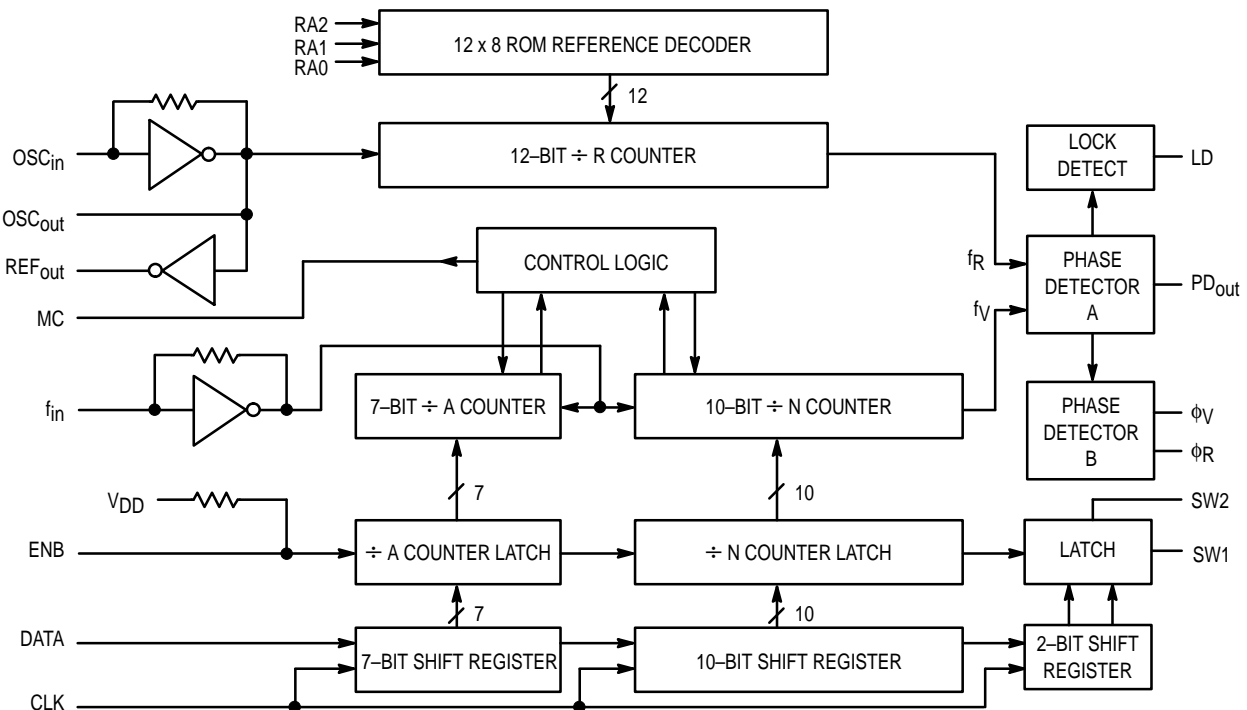 RA2
RA1
RA0
12 x 8 ROM REFERENCE DECODER
12
OSCin
12–BIT ÷ R COUNTER
LOCK
DETECT
LD
OSCout
REFout
CONTROL LOGIC
fR
PHASE
DETECTOR
A
PDout
MC
fV
fin
7–BIT ÷ A COUNTER
10–BIT ÷ N COUNTER
PHASE
DETECTOR
B
ϕV
ϕR
VDD
7
10
SW2
ENB
÷ A COUNTER LATCH
÷ N COUNTER LATCH
LATCH
SW1
7
10
DATA
7–BIT SHIFT REGISTER
10–BIT SHIFT REGISTER
2–BIT SHIFT
REGISTER
CLK